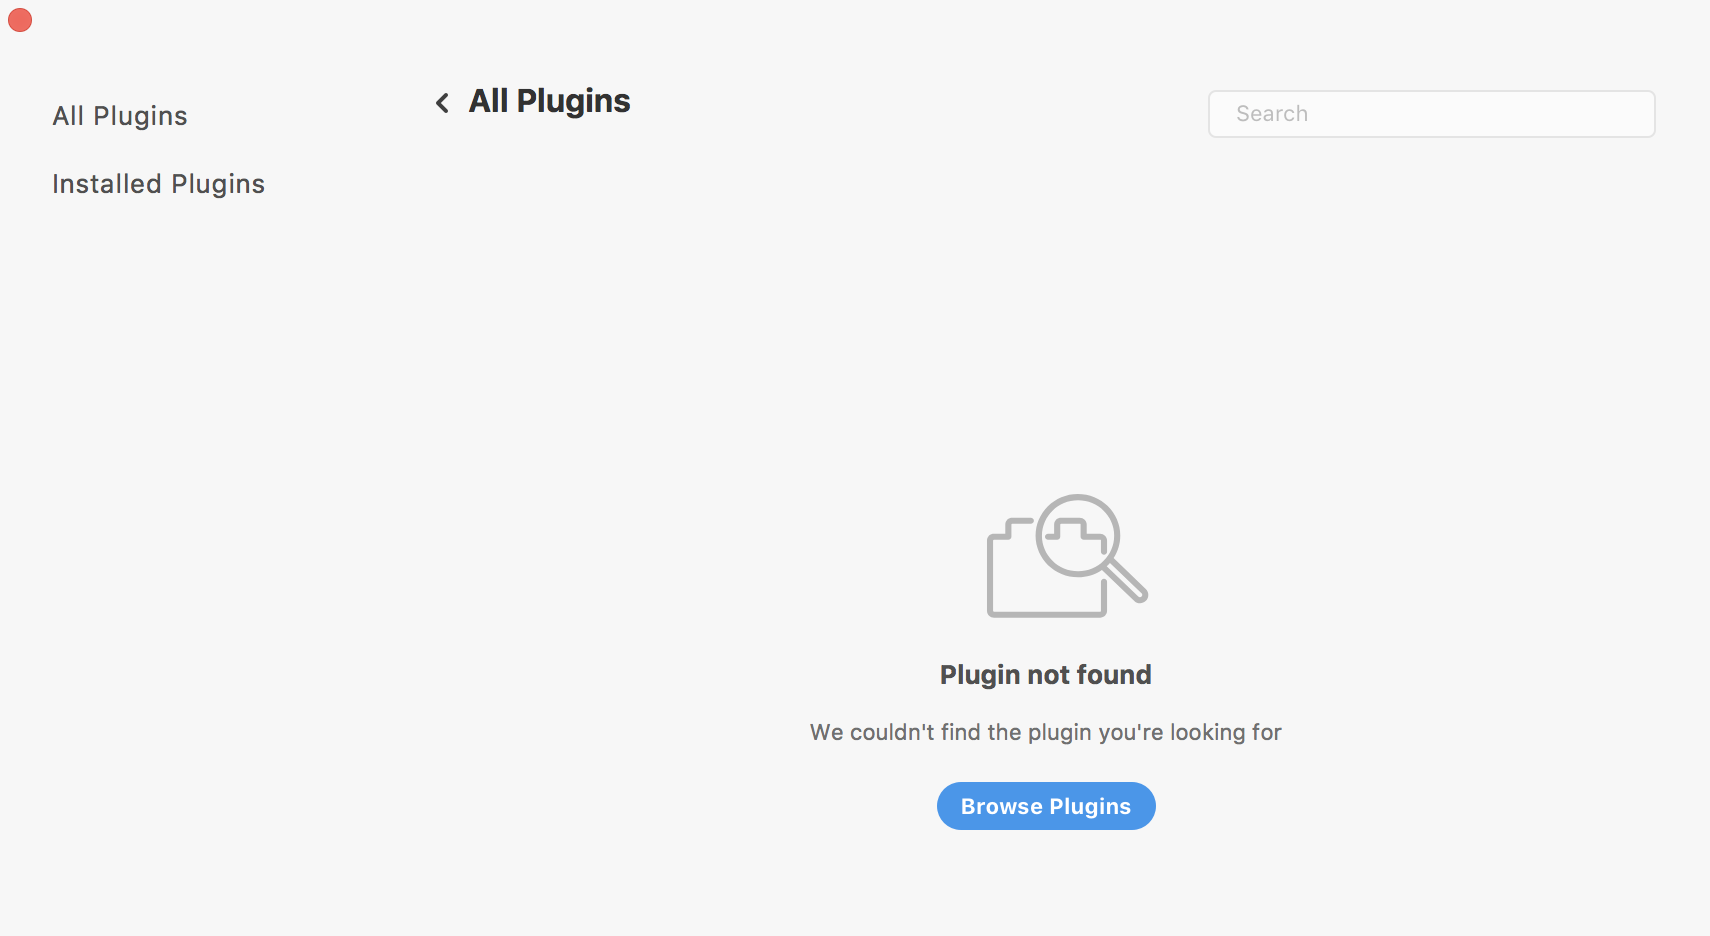 All Plugins
Installed Plugins
All Plugins
Search
Plugin not found
We couldn't find the plugin you're looking for
Browse Plugins